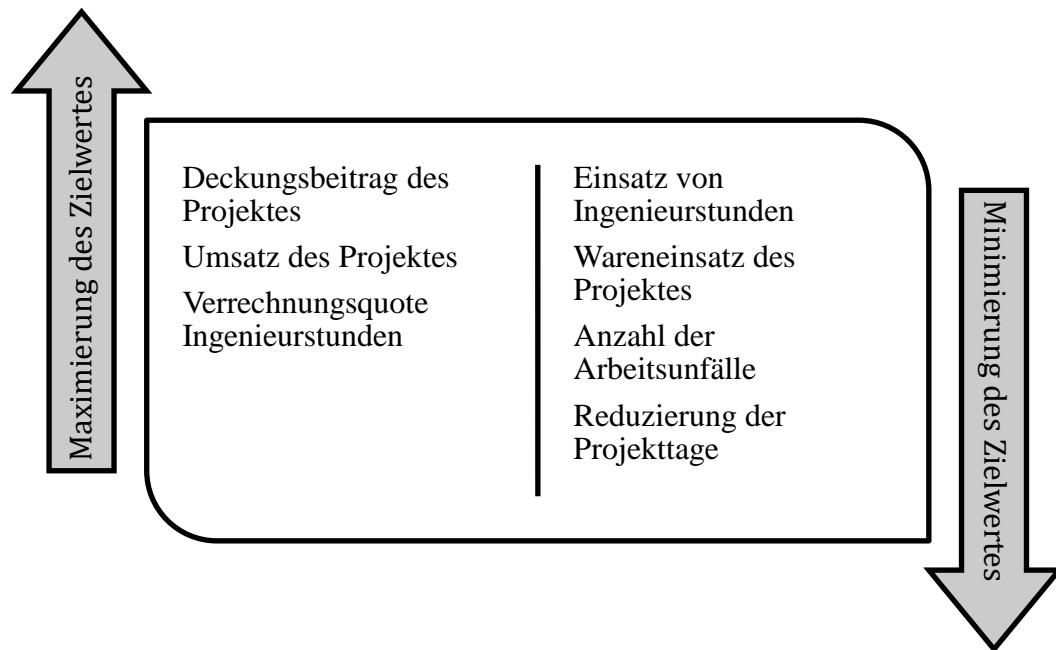 Maximierung des Zielwertes
Deckungsbeitrag des
Projektes
Umsatz des Projektes
Verrechnungsquote
Ingenieurstunden
Einsatz von
Ingenieurstunden
Wareneinsatz des
Projektes
Anzahl der
Arbeitsunfälle
Reduzierung der
Projekttage
Minimierung des Zielwertes